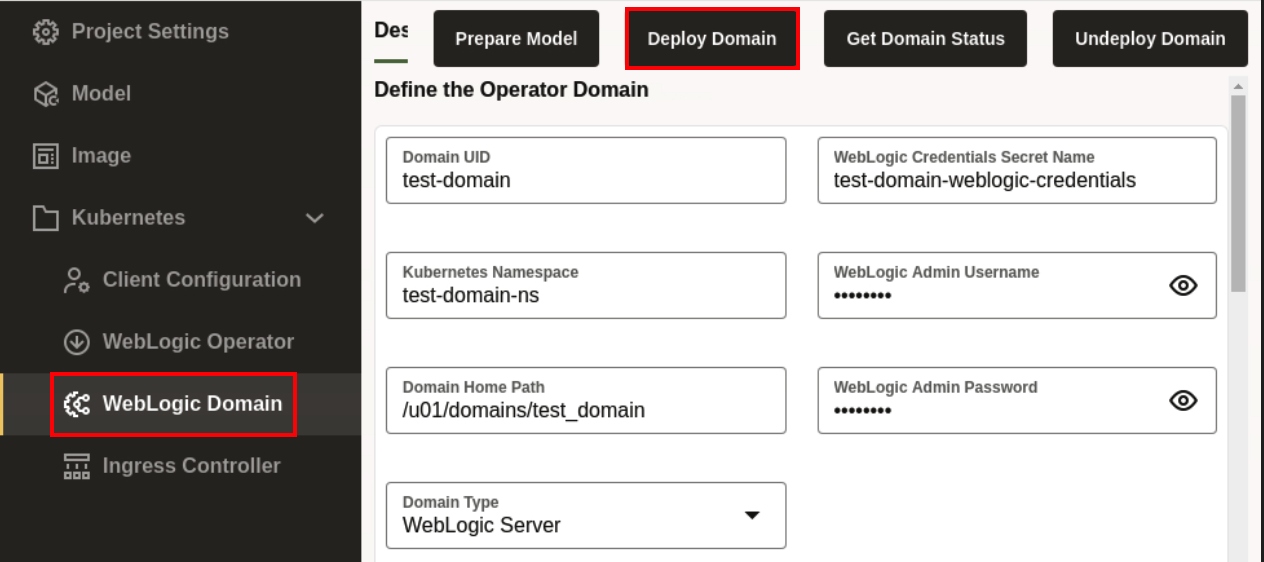 Project Settings
Model
Image
Kubernetes
Client Configuration
WebLogic Operator
WebLogic Domain
Ingress Controller
Des
Prepare Model
Deploy Domain
Get Domain Status
Undeploy Domain
Define the Operator Domain
Domain UID
test-domain
WebLogic Credentials Secret Name
test-domain-weblogic-credentials
Kubernetes Namespace
test-domain-ns
WebLogic Admin Username
••••••••
Domain Home Path
/u01/domains/test_domain
WebLogic Admin Password
••••••••
Domain Type
WebLogic Server